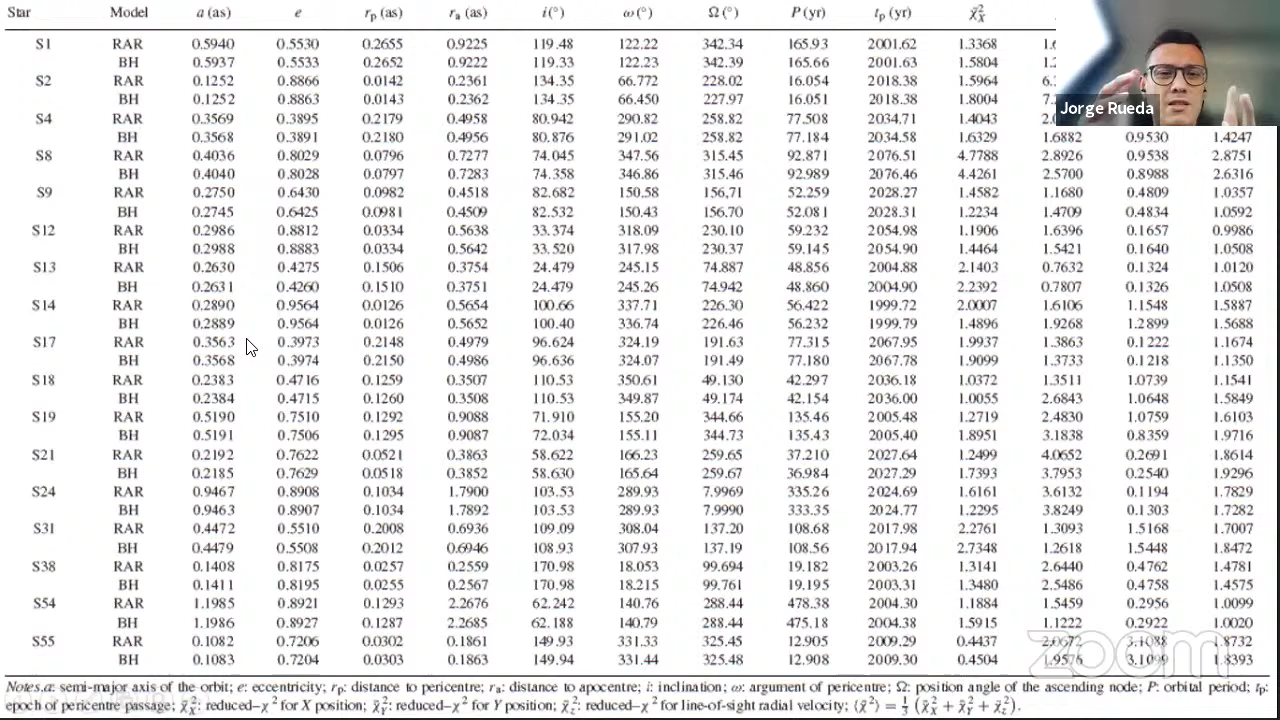 Star Model a (as) e rp (as) ra (as) i(°) ω(°) Ω(°) P(yr) tp (yr) χ̄²X
S1 RAR 0.5940 0.5530 0.2655 0.9225 119.48 122.22 342.34 165.93 2001.62 1.3368
BH 0.5937 0.5533 0.2652 0.9222 119.33 122.23 342.39 165.66 2001.63 1.5804
S2 RAR 0.1252 0.8866 0.0142 0.2361 134.35 66.772 228.02 16.054 2018.38 1.5964
BH 0.1252 0.8863 0.0143 0.2362 134.35 66.450 227.97 16.051 2018.38 1.8004
Jorge Rueda
S4 RAR 0.3569 0.3895 0.2179 0.4958 80.942 290.82 258.82 77.508 2034.71 1.4043
BH 0.3568 0.3891 0.2180 0.4956 80.876 291.02 258.82 77.184 2034.58 1.6329 1.6882 0.9530 1.4247
S8 RAR 0.4036 0.8029 0.0796 0.7277 74.045 347.56 315.45 92.871 2076.51 4.7788 2.8926 0.9538 2.8751
BH 0.4040 0.8028 0.0797 0.7283 74.358 346.86 315.46 92.989 2076.46 4.4261 2.5700 0.8988 2.6316
S9 RAR 0.2750 0.6430 0.0982 0.4518 82.682 150.58 156,71 52.259 2028.27 1.4582 1.1680 0.4809 1.0357
BH 0.2745 0.6425 0.0981 0.4509 82.532 150.43 156.70 52.081 2028.31 1.2234 1.4709 0.4834 1.0592
S12 RAR 0.2986 0.8812 0.0334 0.5638 33.374 318.09 230.10 59.232 2054.98 1.1906 1.6396 0.1657 0.9986
BH 0.2988 0.8883 0.0334 0.5642 33.520 317.98 230.37 59.145 2054.90 1.4464 1.5421 0.1640 1.0508
S13 RAR 0.2630 0.4275 0.1506 0.3754 24.479 245.15 74.887 48.856 2004.88 2.1403 0.7632 0.1324 1.0120
BH 0.2631 0.4260 0.1510 0.3751 24.479 245.26 74.942 48.860 2004.90 2.2392 0.7807 0.1326 1.0508
S14 RAR 0.2890 0.9564 0.0126 0.5654 100.66 337.71 226.30 56.422 1999.72 2.0007 1.6106 1.1548 1.5887
BH 0.2889 0.9564 0.0126 0.5652 100.40 336.74 226.46 56.232 1999.79 1.4896 1.9268 1.2899 1.5688
S17 RAR 0.3563 0.3973 0.2148 0.4979 96.624 324.19 191.63 77.315 2067.95 1.9937 1.3863 0.1222 1.1674
BH 0.3568 0.3974 0.2150 0.4986 96.636 324.07 191.49 77.180 2067.78 1.9099 1.3733 0.1218 1.1350
S18 RAR 0.2383 0.4716 0.1259 0.3507 110.53 350.61 49.130 42.297 2036.18 1.0372 1.3511 1.0739 1.1541
BH 0.2384 0.4715 0.1260 0.3508 110.53 349.87 49.174 42.154 2036.00 1.0055 2.6843 1.0648 1.5849
S19 RAR 0.5190 0.7510 0.1292 0.9088 71.910 155.20 344.66 135.46 2005.48 1.2719 2.4830 1.0759 1.6103
BH 0.5191 0.7506 0.1295 0.9087 72.034 155.11 344.73 135.43 2005.40 1.8951 3.1838 0.8359 1.9716
S21 RAR 0.2192 0.7622 0.0521 0.3863 58.622 166.23 259.65 37.210 2027.64 1.2499 4.0652 0.2691 1.8614
BH 0.2185 0.7629 0.0518 0.3852 58.630 165.64 259.67 36.984 2027.29 1.7393 3.7953 0.2540 1.9296
S24 RAR 0.9467 0.8908 0.1034 1.7900 103.53 289.93 7.9969 335.26 2024.69 1.6161 3.6132 0.1194 1.7829
BH 0.9463 0.8907 0.1034 1.7892 103.53 289.93 7.9990 333.35 2024.77 1.2295 3.8249 0.1303 1.7282
S31 RAR 0.4472 0.5510 0.2008 0.6936 109.09 308.04 137.20 108.68 2017.98 2.2761 1.3093 1.5168 1.7007
BH 0.4479 0.5508 0.2012 0.6946 108.93 307.93 137.19 108.56 2017.94 2.7348 1.2618 1.5448 1.8472
S38 RAR 0.1408 0.8175 0.0257 0.2559 170.98 18.053 99.694 19.182 2003.26 1.3141 2.6440 0.4762 1.4781
BH 0.1411 0.8195 0.0255 0.2567 170.98 18.215 99.761 19.195 2003.31 1.3480 2.5486 0.4758 1.4575
S54 RAR 1.1985 0.8921 0.1293 2.2676 62.242 140.76 288.44 478.38 2004.30 1.1884 1.5459 0.2956 1.0099
BH 1.1986 0.8927 0.1287 2.2685 62.188 140.79 288.44 475.18 2004.38 1.5915 1.1222 0.2922 1.0020
S55 RAR 0.1082 0.7206 0.0302 0.1861 149.93 331.33 325.45 12.905 2009.29 0.4437
BH 0.1083 0.7204 0.0303 0.1863 149.94 331.44 325.48 12.908 2009.30 0.4504 1.8393
zoom
Notes.a: semi-major axis of the orbit; e: eccentricity; rp: distance to pericentre; ra: distance to apocentre; i: inclination; ω: argument of pericentre; Ω: position angle of the ascending node; P: orbital period; tp:
epoch of pericentre passage; χ̄²X: reduced–χ² for X position; χ̄²Y: reduced–χ² for Y position; χ̄²z: reduced–χ² for line-of-sight radial velocity; ⟨χ̄²⟩ = 1/3 (χ̄²X + χ̄²Y + χ̄²z).